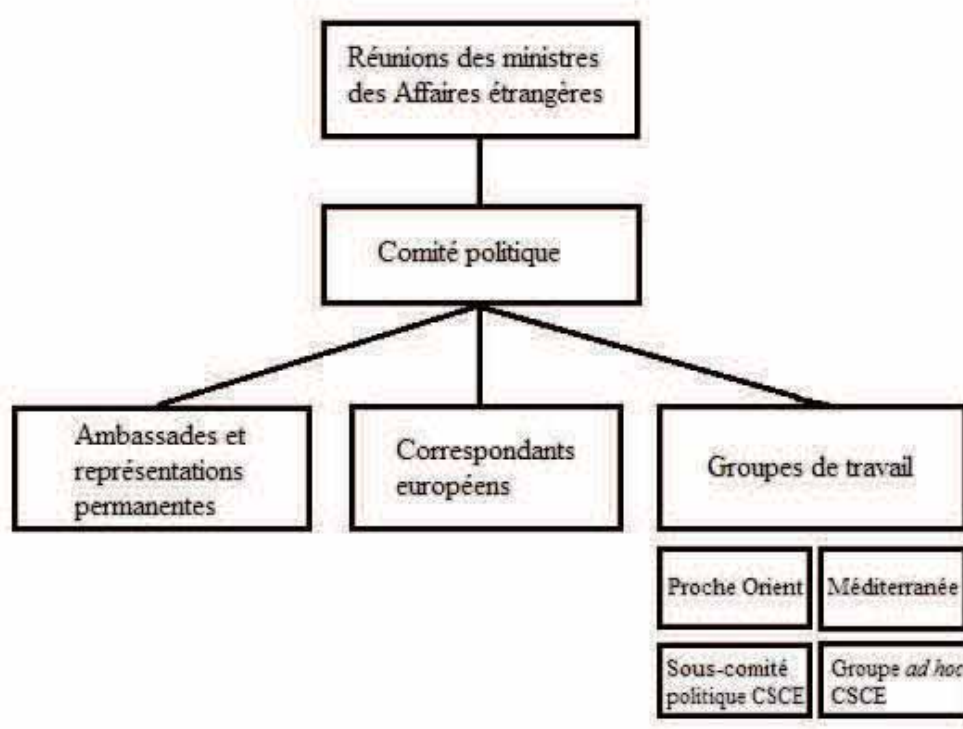 Réunions des ministres
des Affaires étrangères
Comité politique
Ambassades et
représentations
permanentes
Correspondants
européens
Groupes de travail
Proche Orient
Méditerranée
Sous-comité
politique CSCE
Groupe ad hoc
CSCE